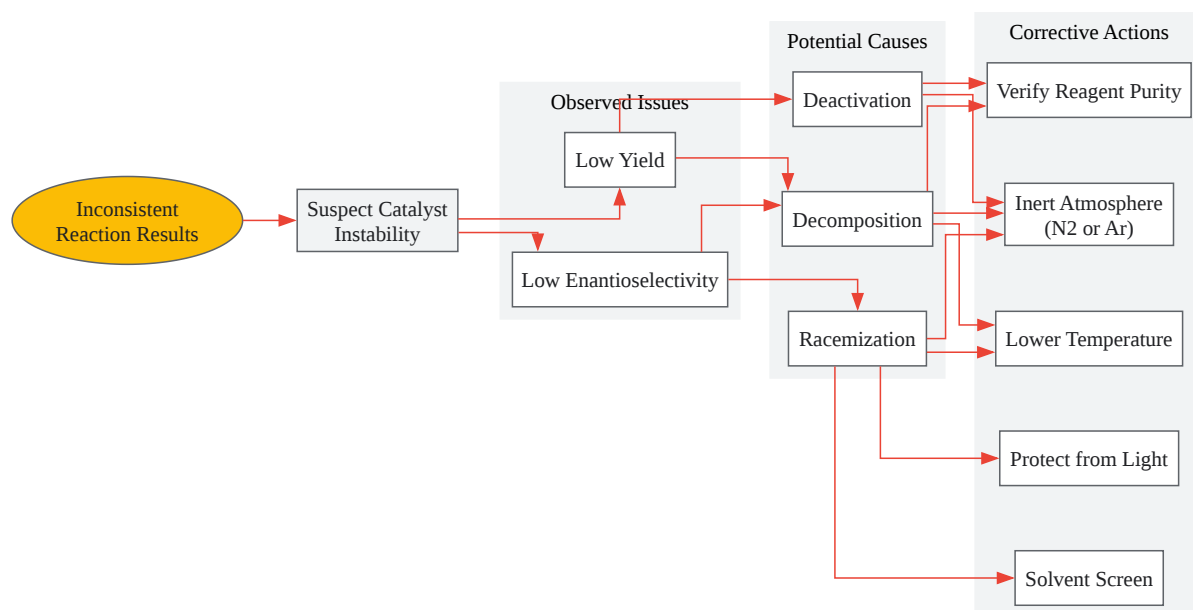 Inconsistent
Reaction Results
Suspect Catalyst
Instability
Observed Issues
Low Yield
Low Enantioselectivity
Potential Causes
Deactivation
Decomposition
Racemization
Corrective Actions
Verify Reagent Purity
Inert Atmosphere
(N2 or Ar)
Lower Temperature
Protect from Light
Solvent Screen